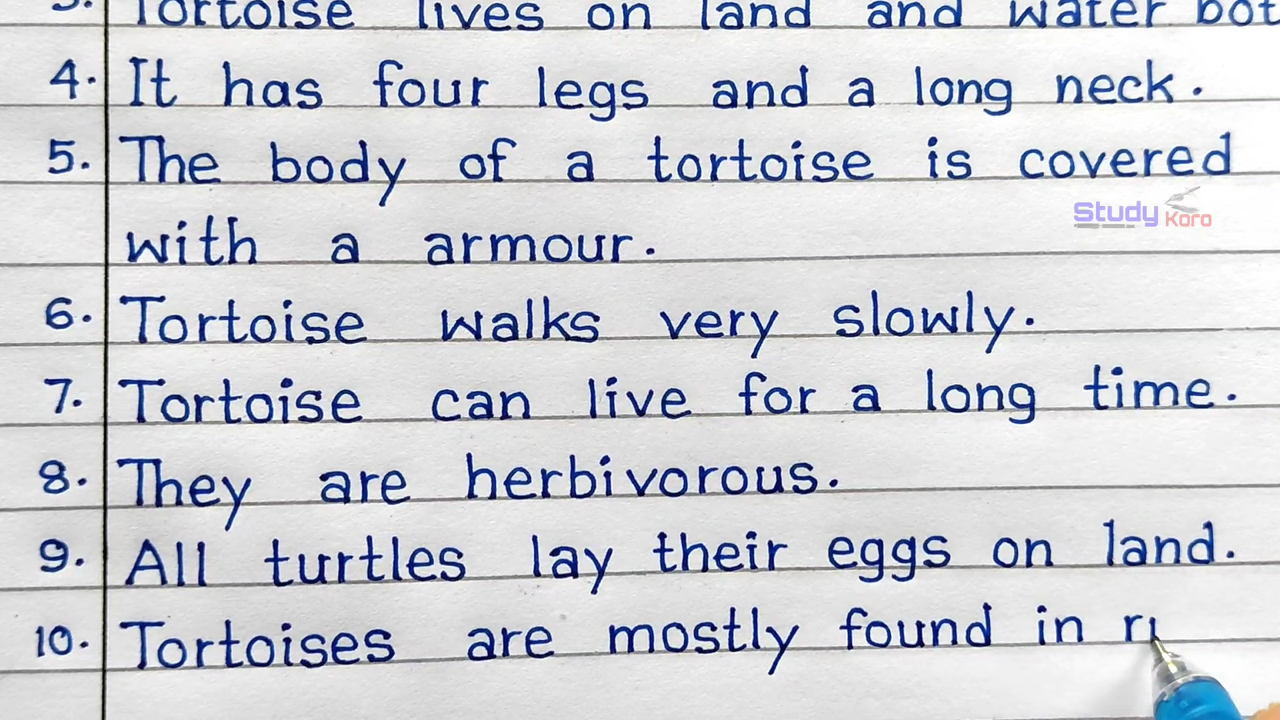 3. Tortoise lives on land and water bot
4. It has four legs and a long neck.
5. The body of a tortoise is covered
with a armour.
Study Koro
6. Tortoise walks very slowly.
7. Tortoise can live for a long time.
8. They are herbivorous.
9. All turtles lay their eggs on land.
10. Tortoises are mostly found in